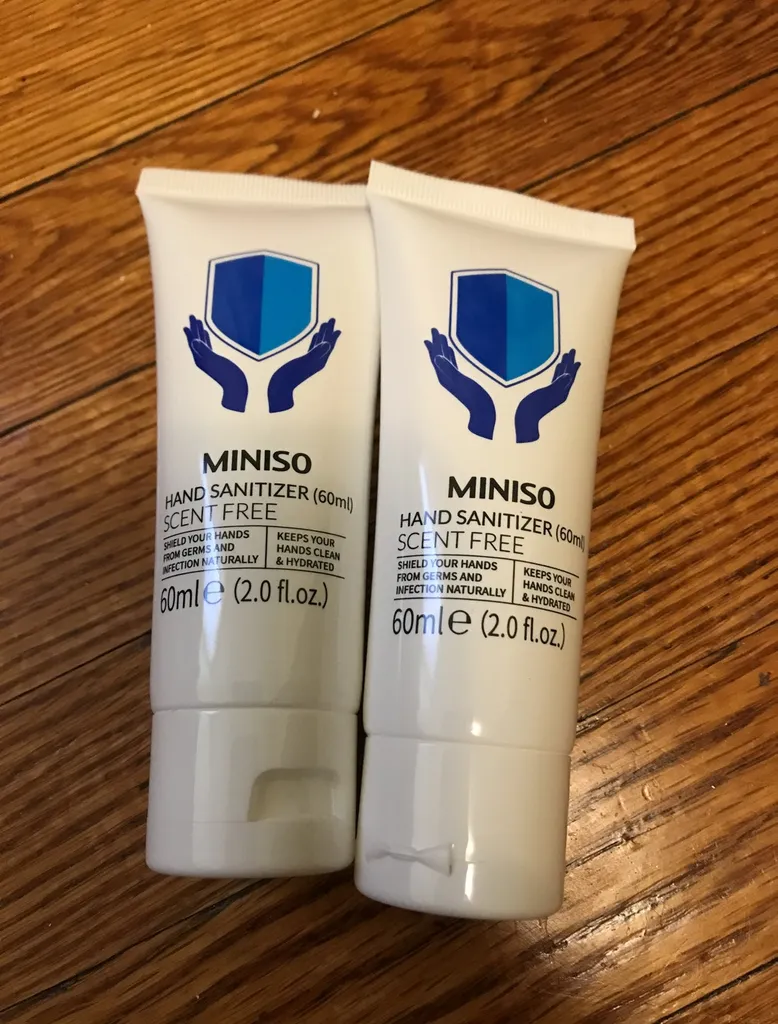 MINISO
HAND SANITIZER (60ml)
SCENT FREE
SHIELD YOUR HANDS
FROM GERMS AND
INFECTION NATURALLY
KEEPS YOUR
HANDS CLEAN
& HYDRATED
60ml e (2.0 fl.oz.)
MINISO
HAND SANITIZER (60ml)
SCENT FREE
SHIELD YOUR HANDS
FROM GERMS AND
INFECTION NATURALLY
KEEPS YOUR
HANDS CLEAN
& HYDRATED
60ml e (2.0 fl.oz.)